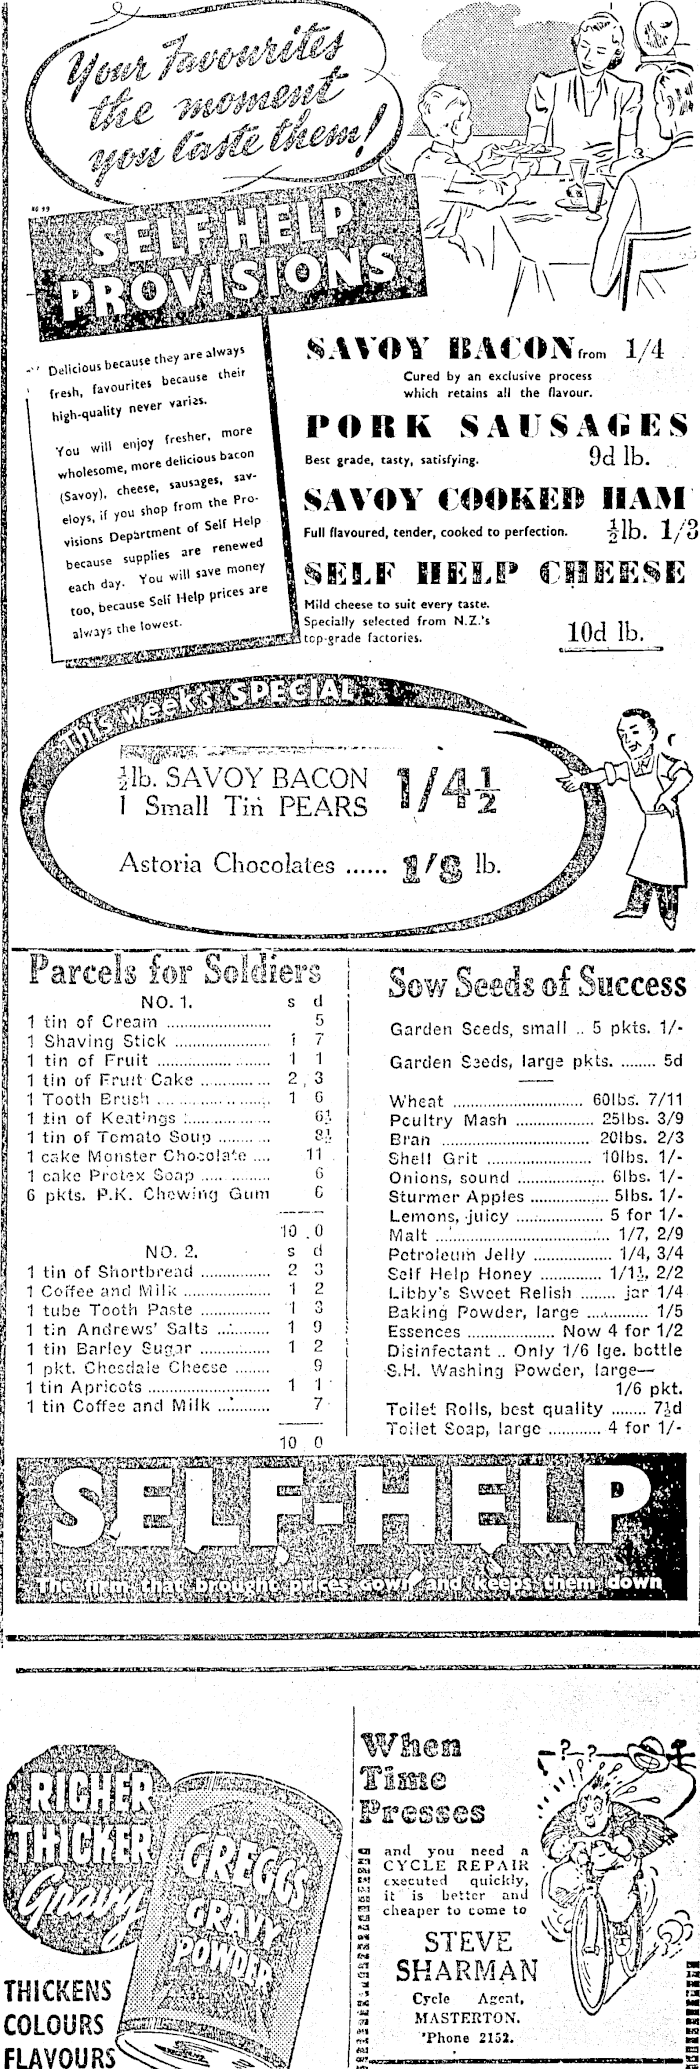 Your Favourites
the moment
you taste them!
SELF HELP
PROVISIONS
Delicious because they are always
fresh, favourites because their
high-quality never varies.
You will enjoy fresher, more
wholesome, more delicious bacon
(Savoy), cheese, sausages, sav-
eloys, if you shop from the Pro-
visions Department of Self Help
because supplies are renewed
each day. You will save money
too, because Self Help prices are
always the lowest.
SAVOY BACON from 1/4
Cured by an exclusive process
which retains all the flavour.
PORK SAUSAGES
Best grade, tasty, satisfying. 9d lb.
SAVOY COOKED HAM
Full flavoured, tender, cooked to perfection. ½lb. 1/3
SELF HELP CHEESE
Mild cheese to suit every taste.
Specially selected from N.Z.'s
top-grade factories. 10d lb.
This week's SPECIAL
½lb. SAVOY BACON
1 Small Tin PEARS 1/4½
Astoria Chocolates ...... 1/8 lb.
Parcels for Soldiers
NO. 1. s d
1 tin of Cream ........ 5
1 Shaving Stick ........ 1 7
1 tin of Fruit ........ 1 1
1 tin of Fruit Cake ........ 2 3
1 Tooth Brush ........ 1 6
1 tin of Keatings ........ 6½
1 tin of Tomato Soup ........ 8½
1 cake Monster Chocolate .... 11
1 cake Protex Soap ........ 6
6 pkts. P.K. Chewing Gum 6
10 0
NO. 2. s d
1 tin of Shortbread ........ 2 3
1 Coffee and Milk ........ 1 2
1 tube Tooth Paste ........ 1 3
1 tin Andrews' Salts ........ 1 9
1 tin Barley Sugar ........ 1 2
1 pkt. Chesdale Cheese ........ 9
1 tin Apricots ........ 1 1
1 tin Coffee and Milk ........ 7
10 0
Sow Seeds of Success
Garden Seeds, small .. 5 pkts. 1/-
Garden Seeds, large pkts. ........ 5d
Wheat ........ 60lbs. 7/11
Poultry Mash ........ 25lbs. 3/9
Bran ........ 20lbs. 2/3
Shell Grit ........ 10lbs. 1/-
Onions, sound ........ 6lbs. 1/-
Sturmer Apples ........ 5lbs. 1/-
Lemons, juicy ........ 5 for 1/-
Malt ........ 1/7, 2/9
Petroleum Jelly ........ 1/4, 3/4
Self Help Honey ........ 1/1½, 2/2
Libby's Sweet Relish ....... jar 1/4
Baking Powder, large ........ 1/5
Essences ........ Now 4 for 1/2
Disinfectant .. Only 1/6 lge. bottle
S.H. Washing Powder, large—
1/6 pkt.
Toilet Rolls, best quality ........ 7½d
Toilet Soap, large ........ 4 for 1/-
SELF-HELP
The firm that brought prices down and keeps them down
RICHER
THICKER
Gravy
GREGG'S
GRAVY
POWDER
THICKENS
COLOURS
FLAVOURS
When
Time
Presses
and you need a
CYCLE REPAIR
executed quickly,
it is better and
cheaper to come to
STEVE
SHARMAN
Cycle Agent,
MASTERTON.
'Phone 2152.
? ?